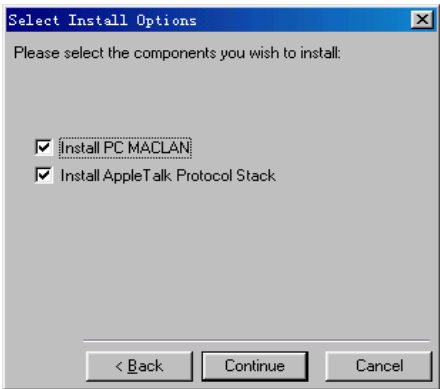 Select Install Options
Please select the components you wish to install:
Install PC MACLAN
Install AppleTalk Protocol Stack
< Back Continue Cancel